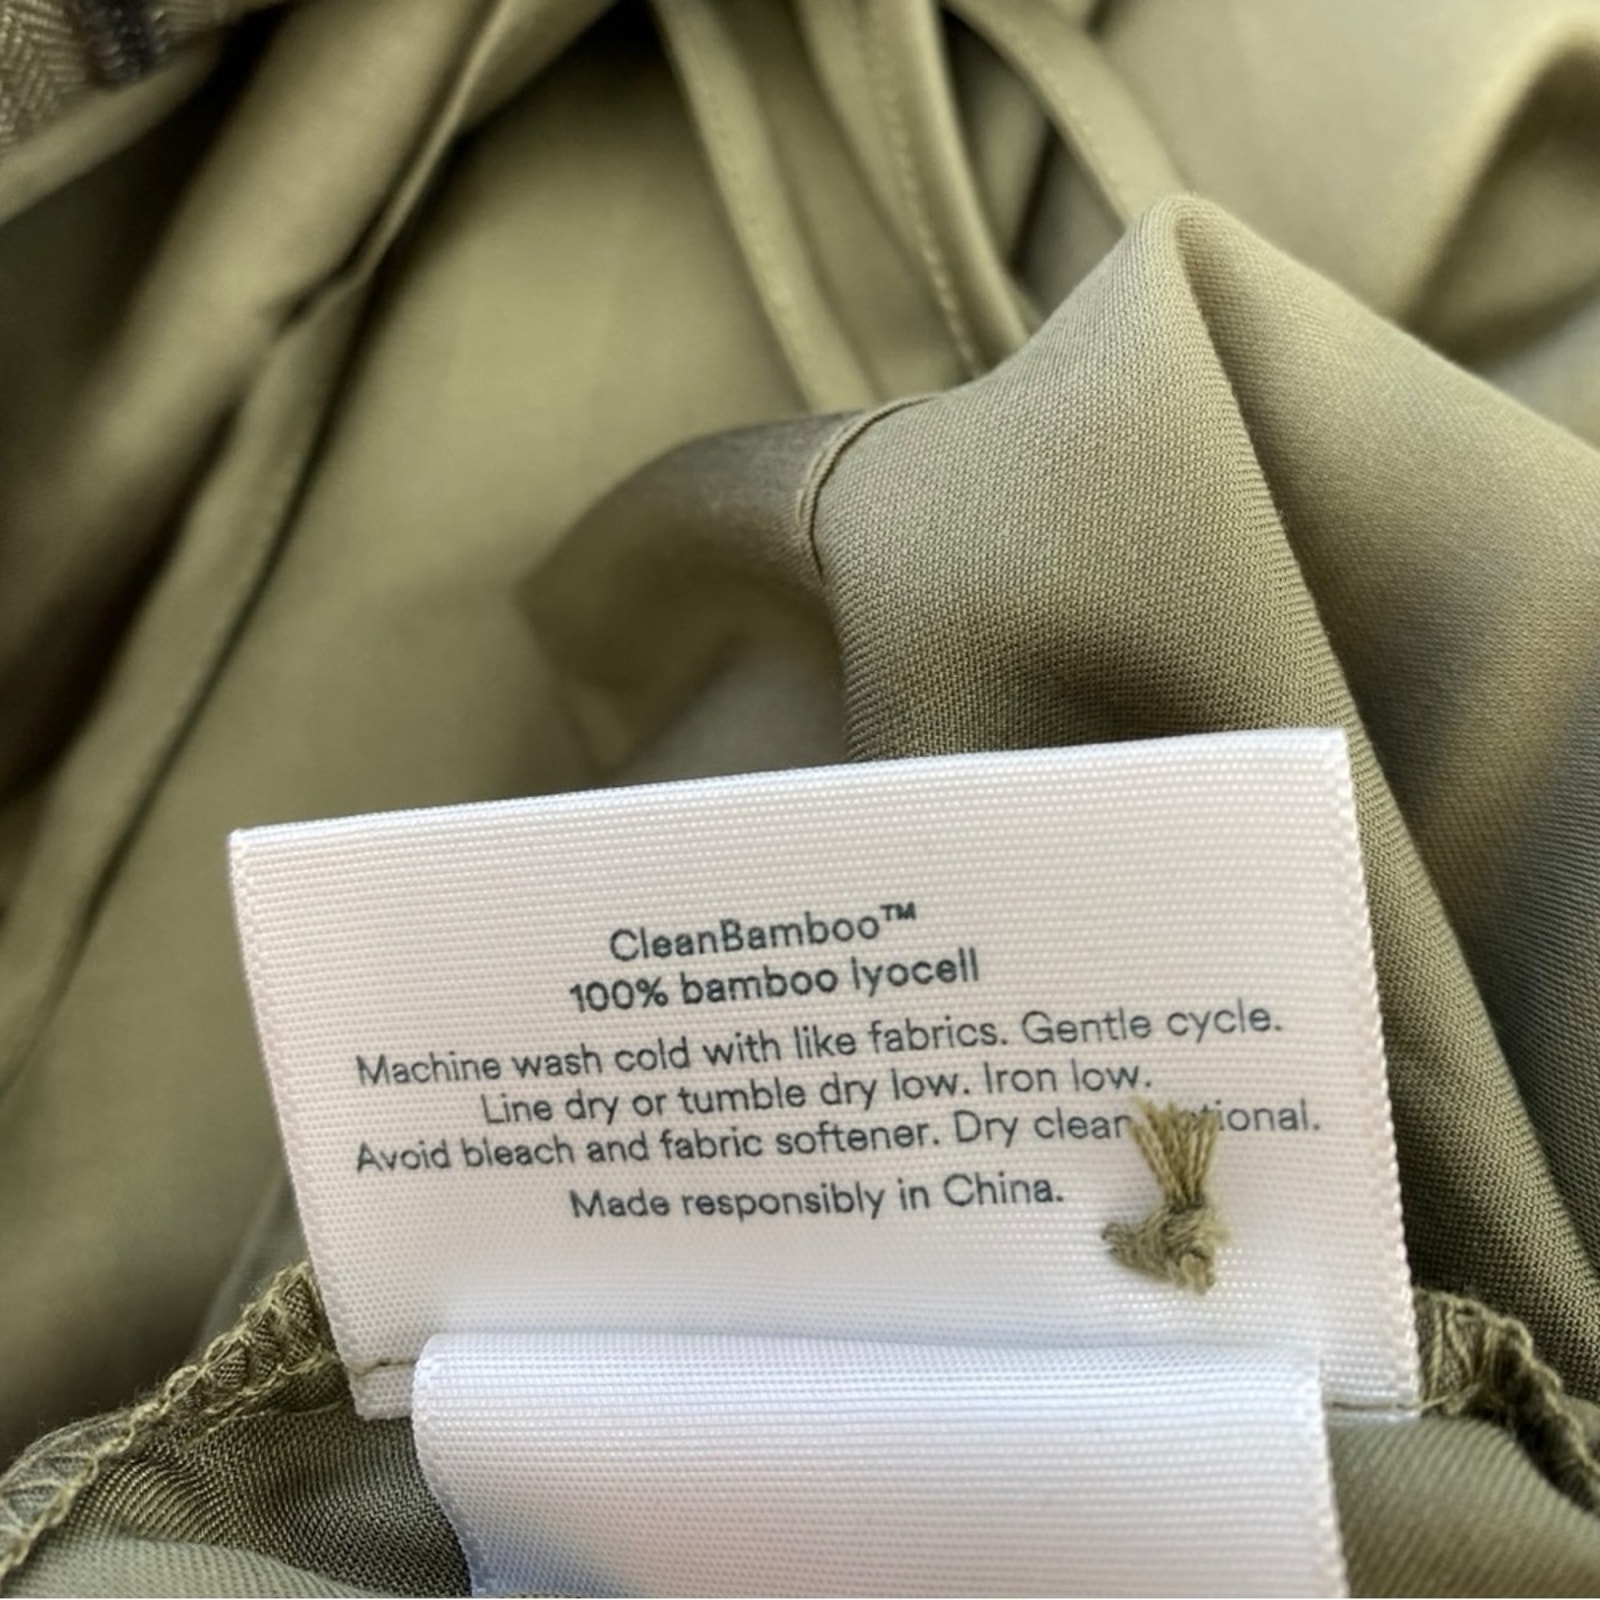 CleanBamboo™
100% bamboo lyocell
Machine wash cold with like fabrics. Gentle cycle.
Line dry or tumble dry low. Iron low.
Avoid bleach and fabric softener. Dry clean
Made responsibly in China.